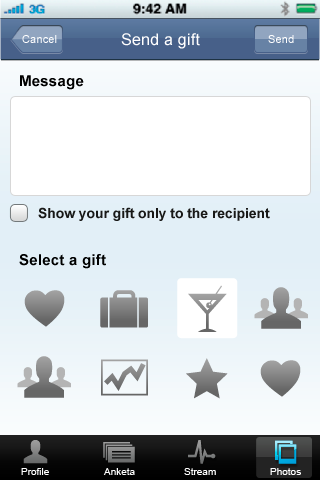 3G 9:42 AM
Cancel Send a gift Send
Message
Show your gift only to the recipient
Select a gift
Profile Anketa Stream Photos